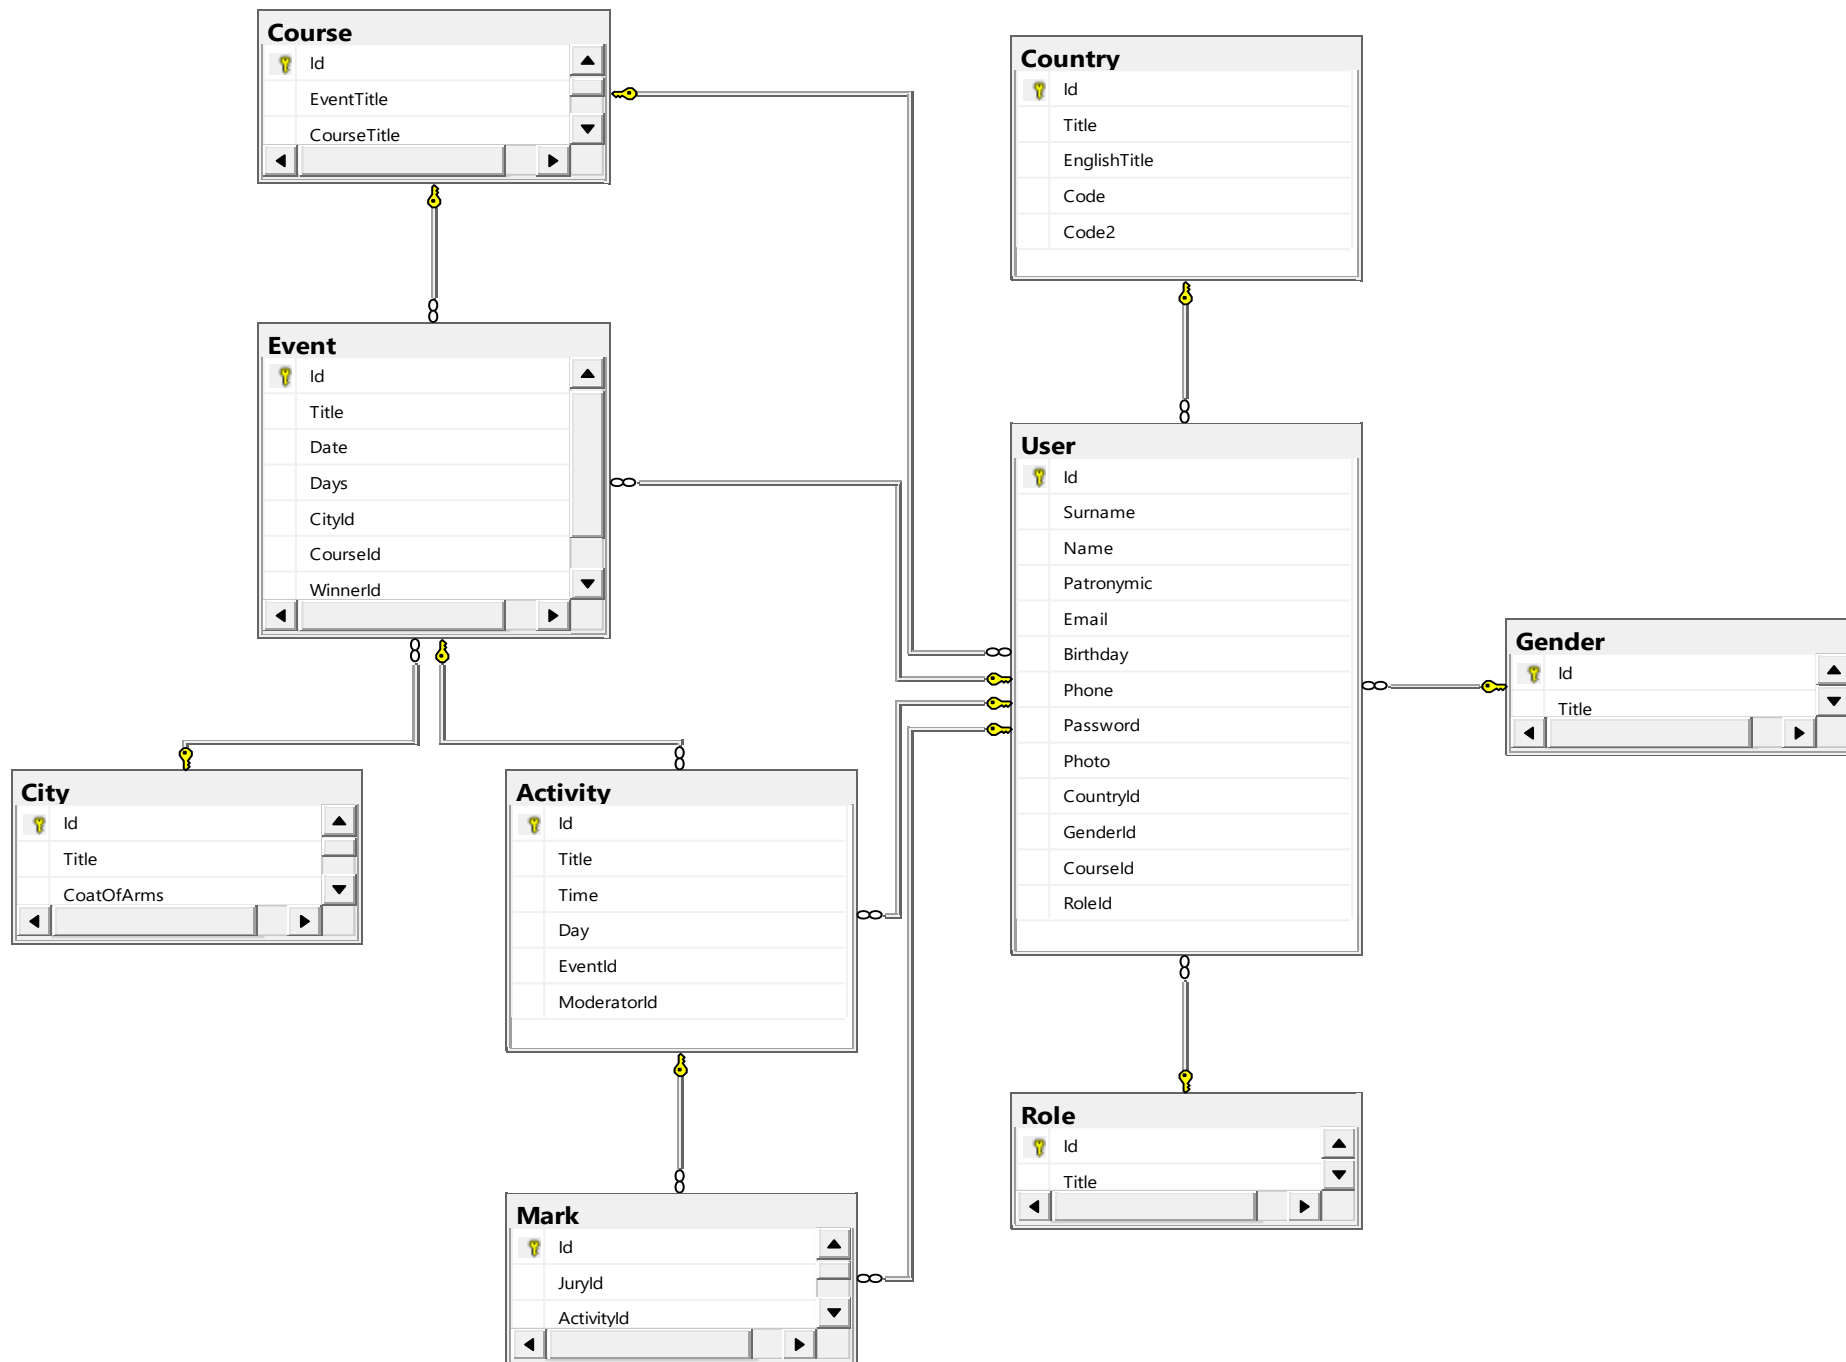 Course
Id
EventTitle
CourseTitle
Country
Id
Title
EnglishTitle
Code
Code2
Event
Id
Title
Date
Days
CityId
CourseId
WinnerId
User
Id
Surname
Name
Patronymic
Email
Birthday
Phone
Password
Photo
CountryId
GenderId
CourseId
RoleId
Gender
Id
Title
City
Id
Title
CoatOfArms
Activity
Id
Title
Time
Day
EventId
ModeratorId
Role
Id
Title
Mark
Id
JuryId
ActivityId